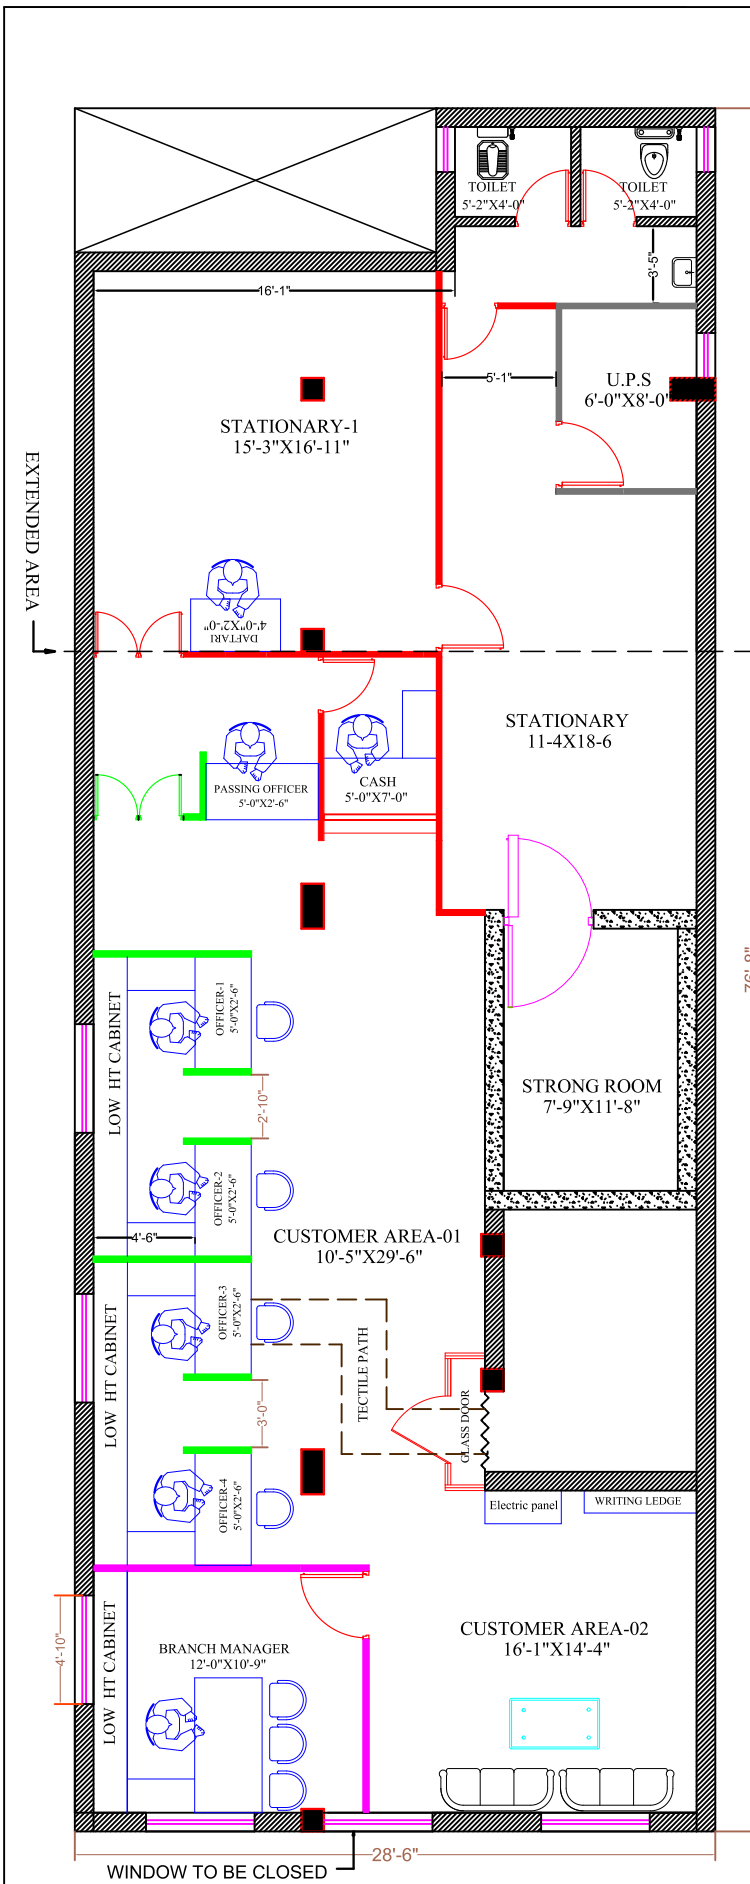 TOILET
5'-2"X4'-0"
TOILET
5'-2"X4'-0"
3'-5"
16'-1"
5'-1"
U.P.S
6'-0"X8'-0"
STATIONARY-1
15'-3"X16'-11"
EXTENDED AREA
DAFTARI
4'-0"X2'-0"
STATIONARY
11-4X18-6
PASSING OFFICER
5'-0"X2'-6"
CASH
5'-0"X7'-0"
76'-8"
LOW HT CABINET
OFFICER-1
5'-0"X2'-6"
2'-10"
STRONG ROOM
7'-9"X11'-8"
OFFICER-2
5'-0"X2'-6"
4'-6"
CUSTOMER AREA-01
10'-5"X29'-6"
LOW HT CABINET
OFFICER-3
5'-0"X2'-6"
TECTILE PATH
3'-0"
GLASS DOOR
OFFICER-4
5'-0"X2'-6"
Electric panel
WRITING LEDGE
4'-10"
LOW HT CABINET
BRANCH MANAGER
12'-0"X10'-9"
CUSTOMER AREA-02
16'-1"X14'-4"
28'-6"
WINDOW TO BE CLOSED